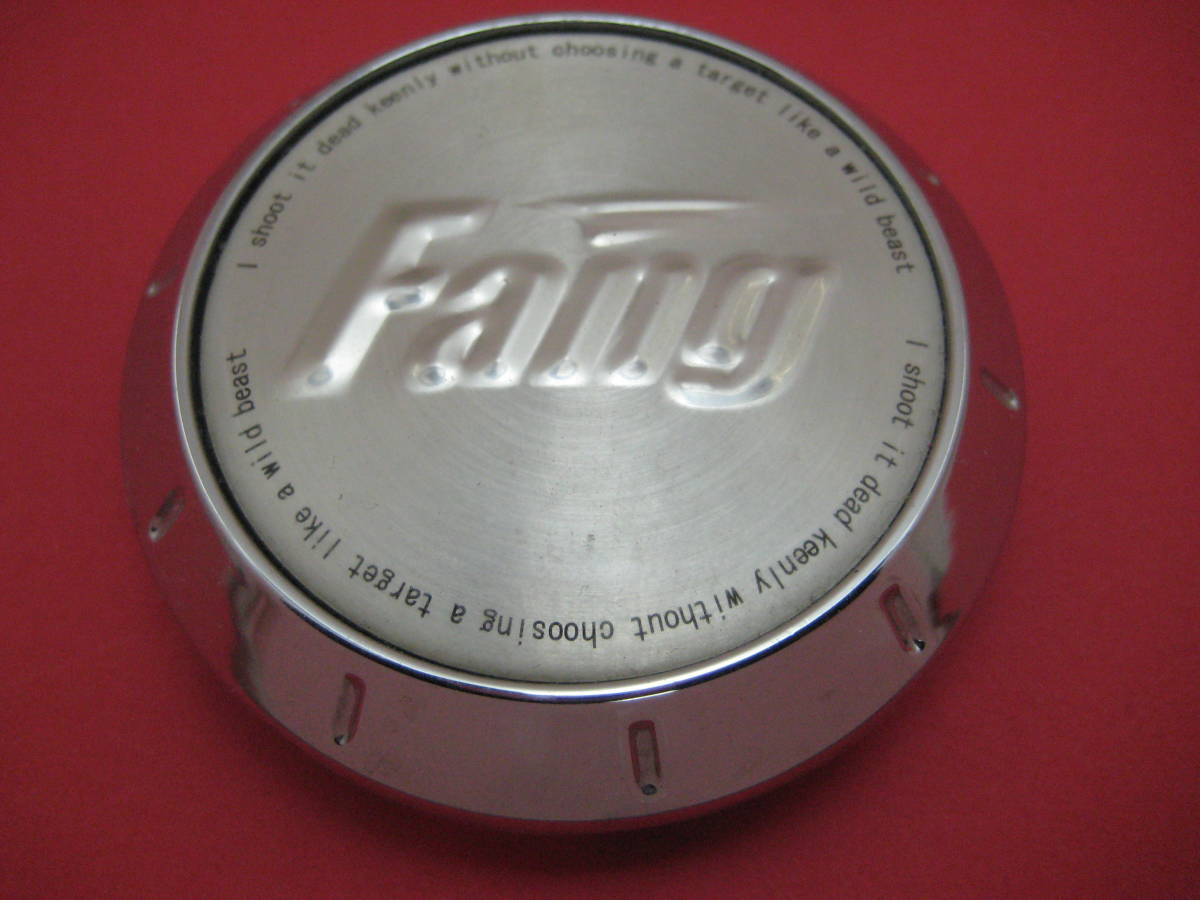 I shoot it dead keenly without choosing a target like a wild beast
Fang
I shoot it dead keenly without choosing a target like a wild beast